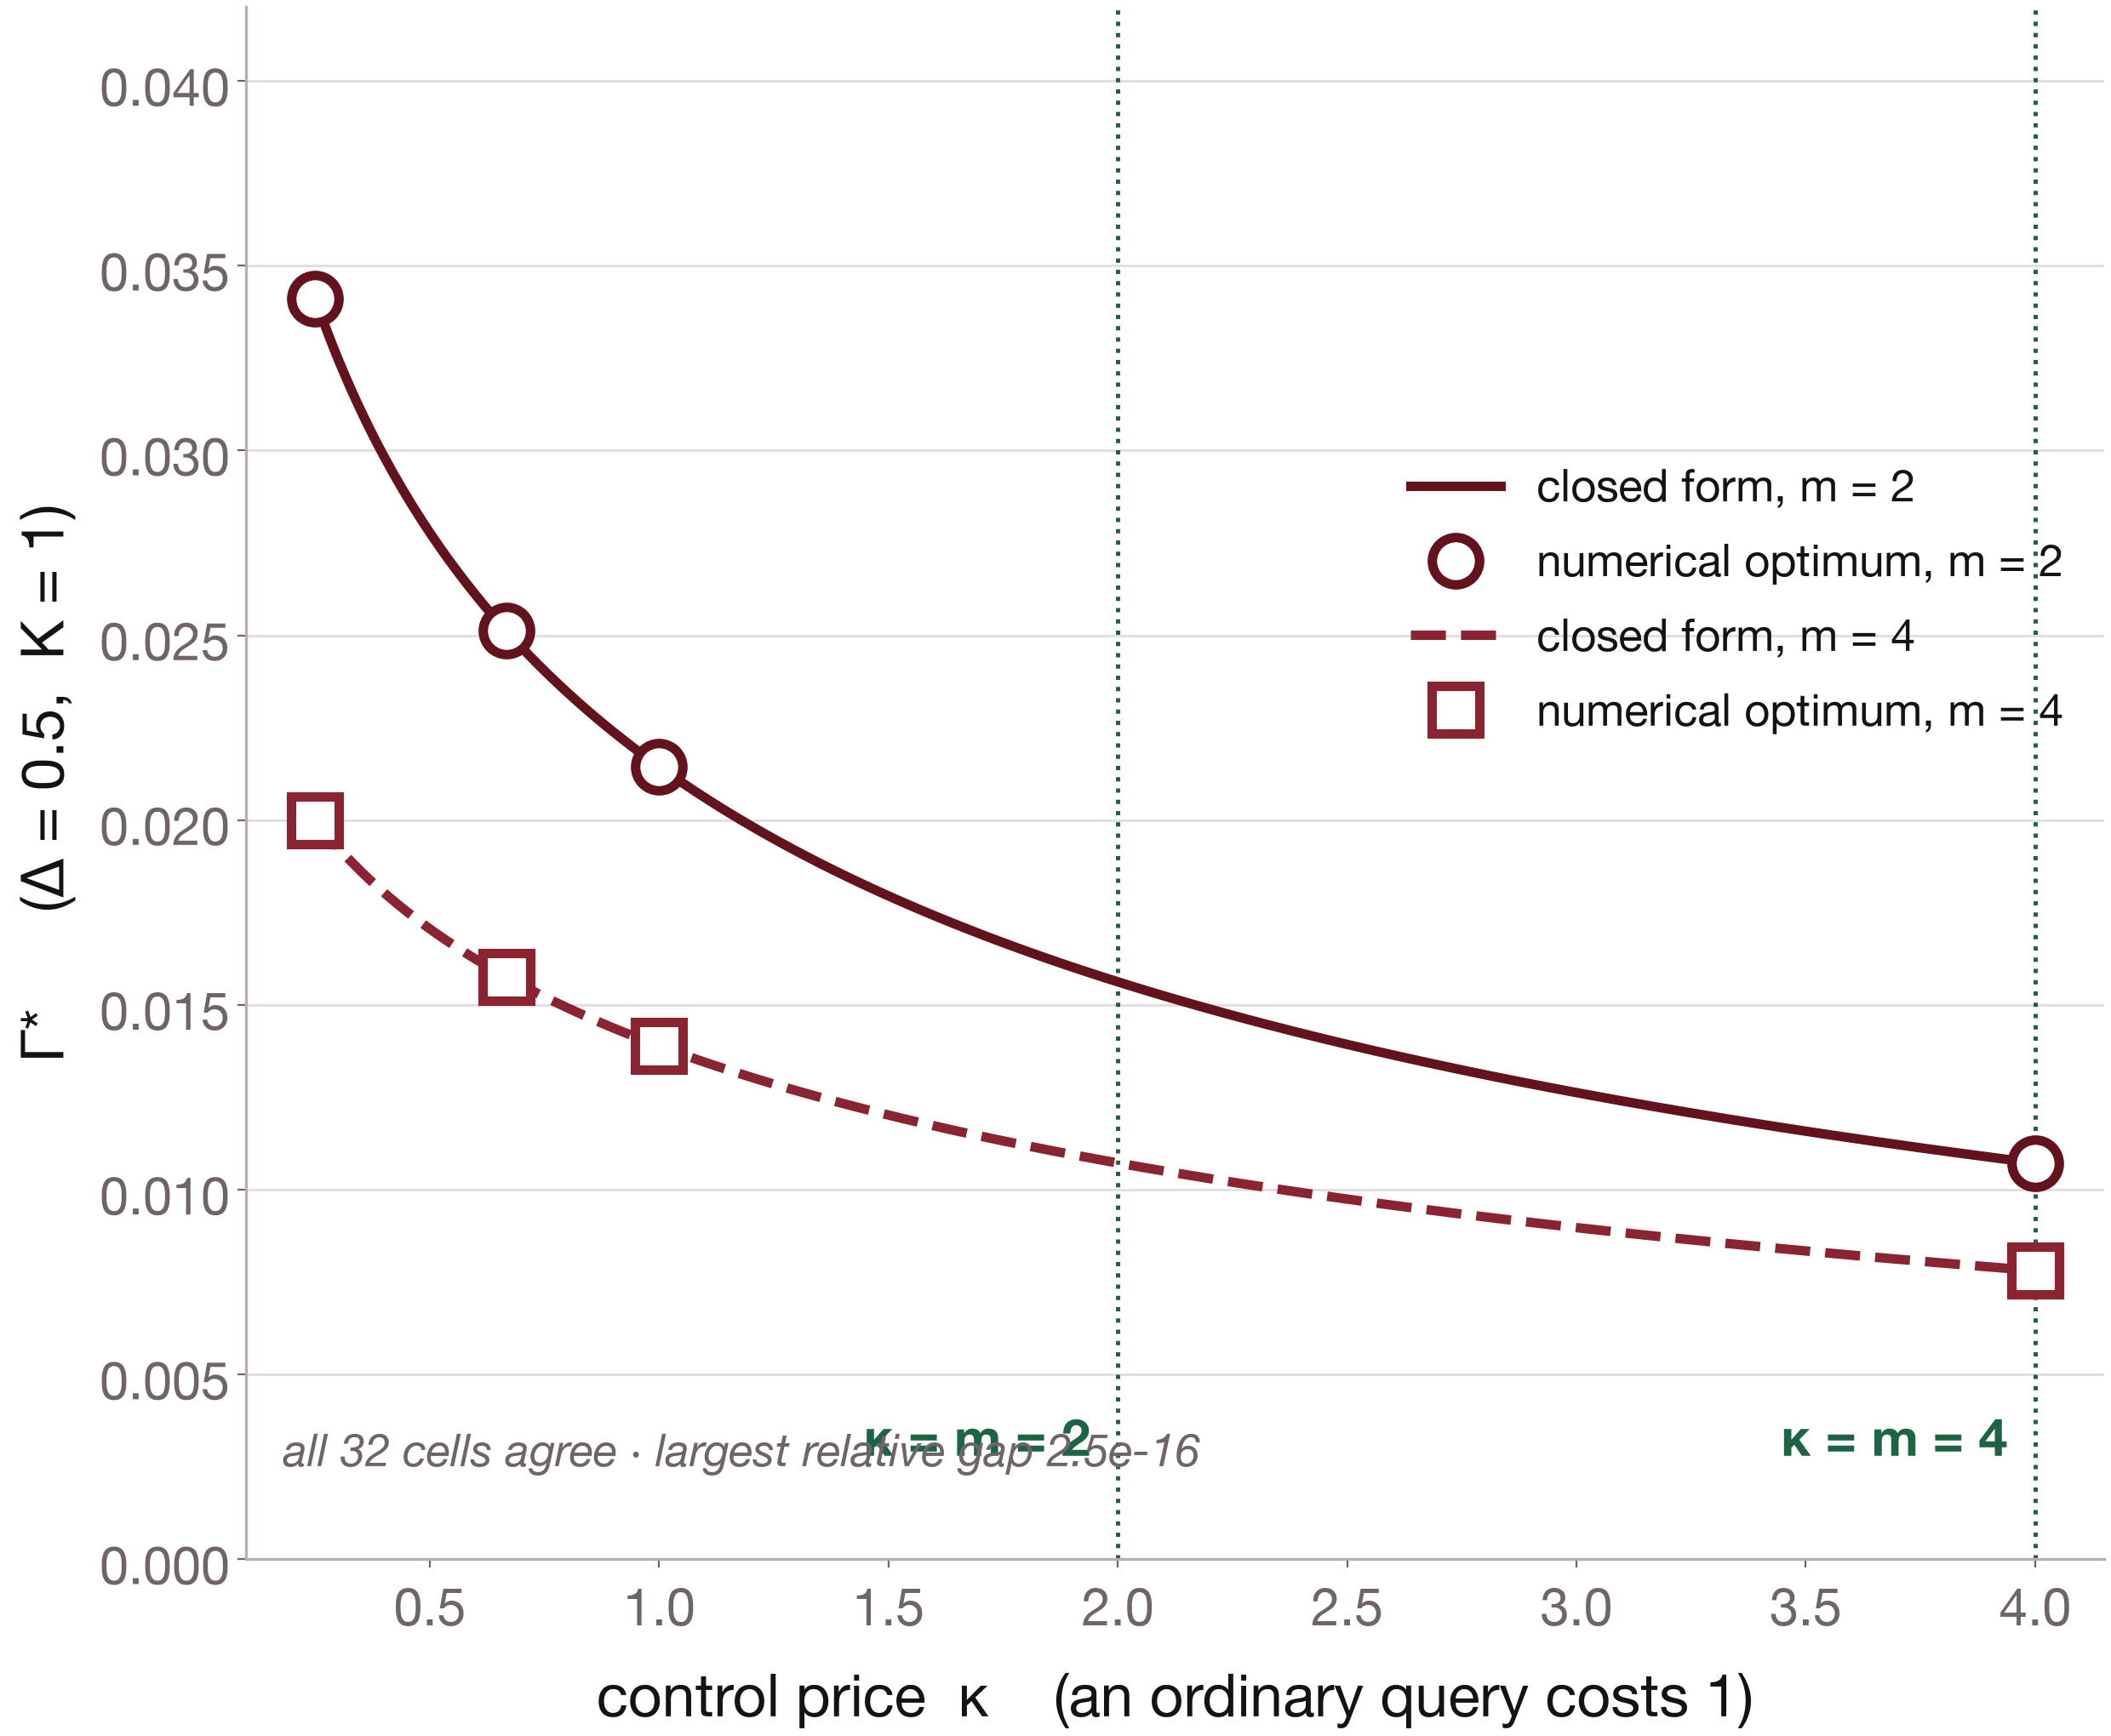 0.040
0.035
0.030
0.025
0.020
0.015
0.010
0.005
0.000
Γ* (Δ = 0.5, K = 1)
closed form, m = 2
numerical optimum, m = 2
closed form, m = 4
numerical optimum, m = 4
all 32 cells agree · largest relative gap 2.5e-16
κ = m = 2
κ = m = 4
0.5 1.0 1.5 2.0 2.5 3.0 3.5 4.0
control price κ (an ordinary query costs 1)